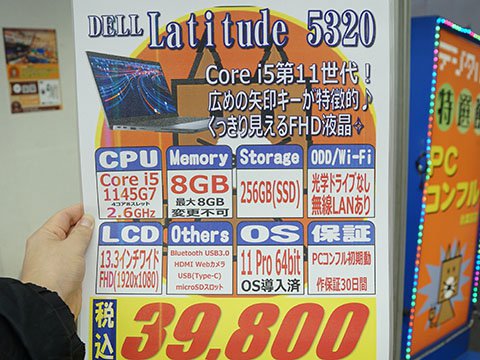 DELL Latitude 5320
Core i5第11世代！
広めの矢印キーが特徴的♪
くっきり見えるFHD液晶✧
CPU
Core i5
1145G7
4コア8スレッド
2.6GHz
Memory
8GB
最大8GB
変更不可
Storage
256GB(SSD)
ODD/Wi-Fi
光学ドライブなし
無線LANあり
LCD
13.3インチワイド
FHD(1920x1080)
Others
Bluetooth USB3.0
HDMI Webカメラ
USB(Type-C)
microSDスロット
OS
11 Pro 64bit
OS導入済
保証
PCコンフル初期動
作保証30日間
税込
39,800
デジタル
特選館
PC
コンフル